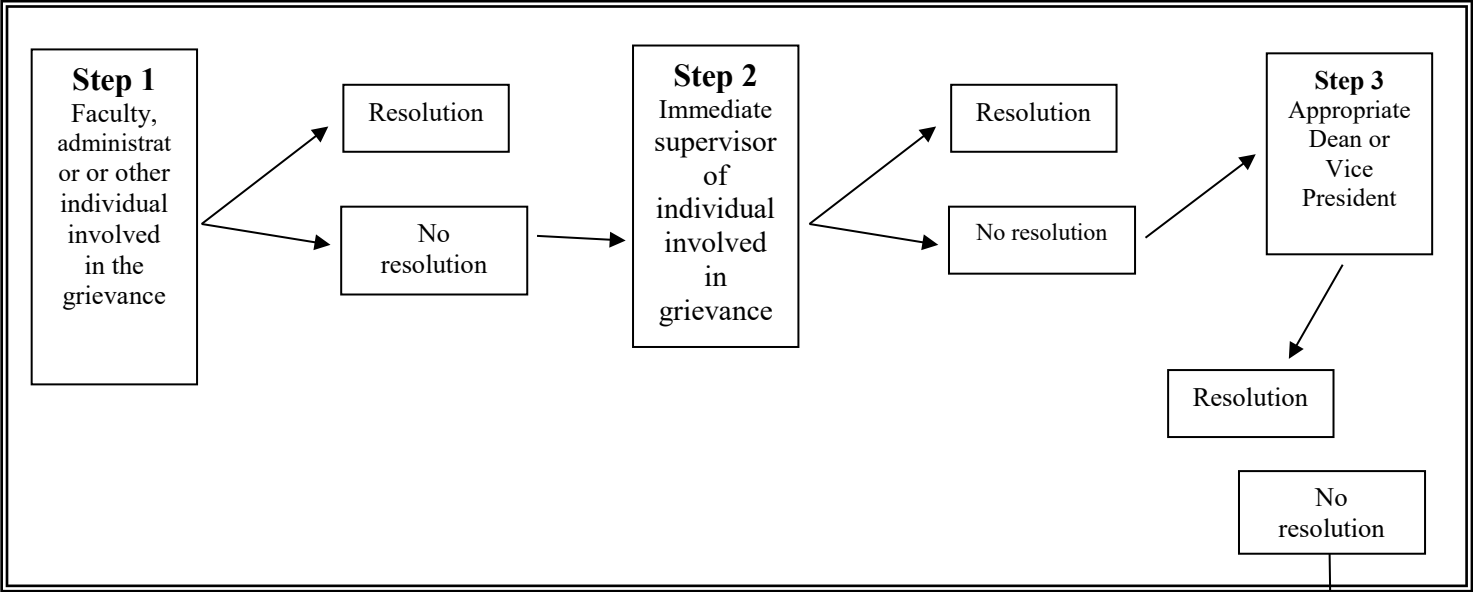 Step 1
Faculty,
administrat
or or other
individual
involved
in the
grievance
Resolution
No
resolution
Step 2
Immediate
supervisor
of
individual
involved
in
grievance
Resolution
No resolution
Step 3
Appropriate
Dean or
Vice
President
Resolution
No
resolution